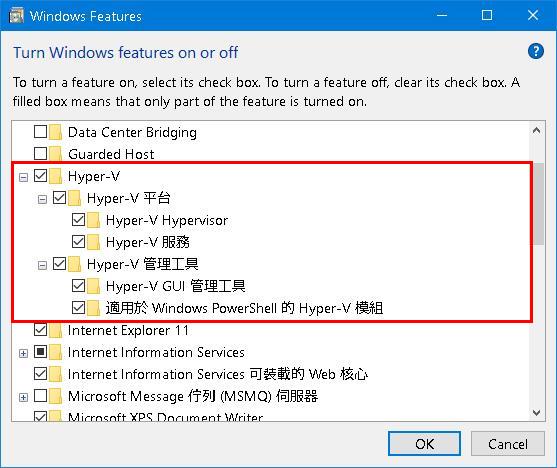 Windows Features
Turn Windows features on or off
To turn a feature on, select its check box. To turn a feature off, clear its check box. A
filled box means that only part of the feature is turned on.
Data Center Bridging
Guarded Host
Hyper-V
Hyper-V 平台
Hyper-V Hypervisor
Hyper-V 服務
Hyper-V 管理工具
Hyper-V GUI 管理工具
適用於 Windows PowerShell 的 Hyper-V 模組
Internet Explorer 11
Internet Information Services
Internet Information Services 可裝載的 Web 核心
Microsoft Message 佇列 (MSMQ) 伺服器
Microsoft XPS Document Writer
OK
Cancel